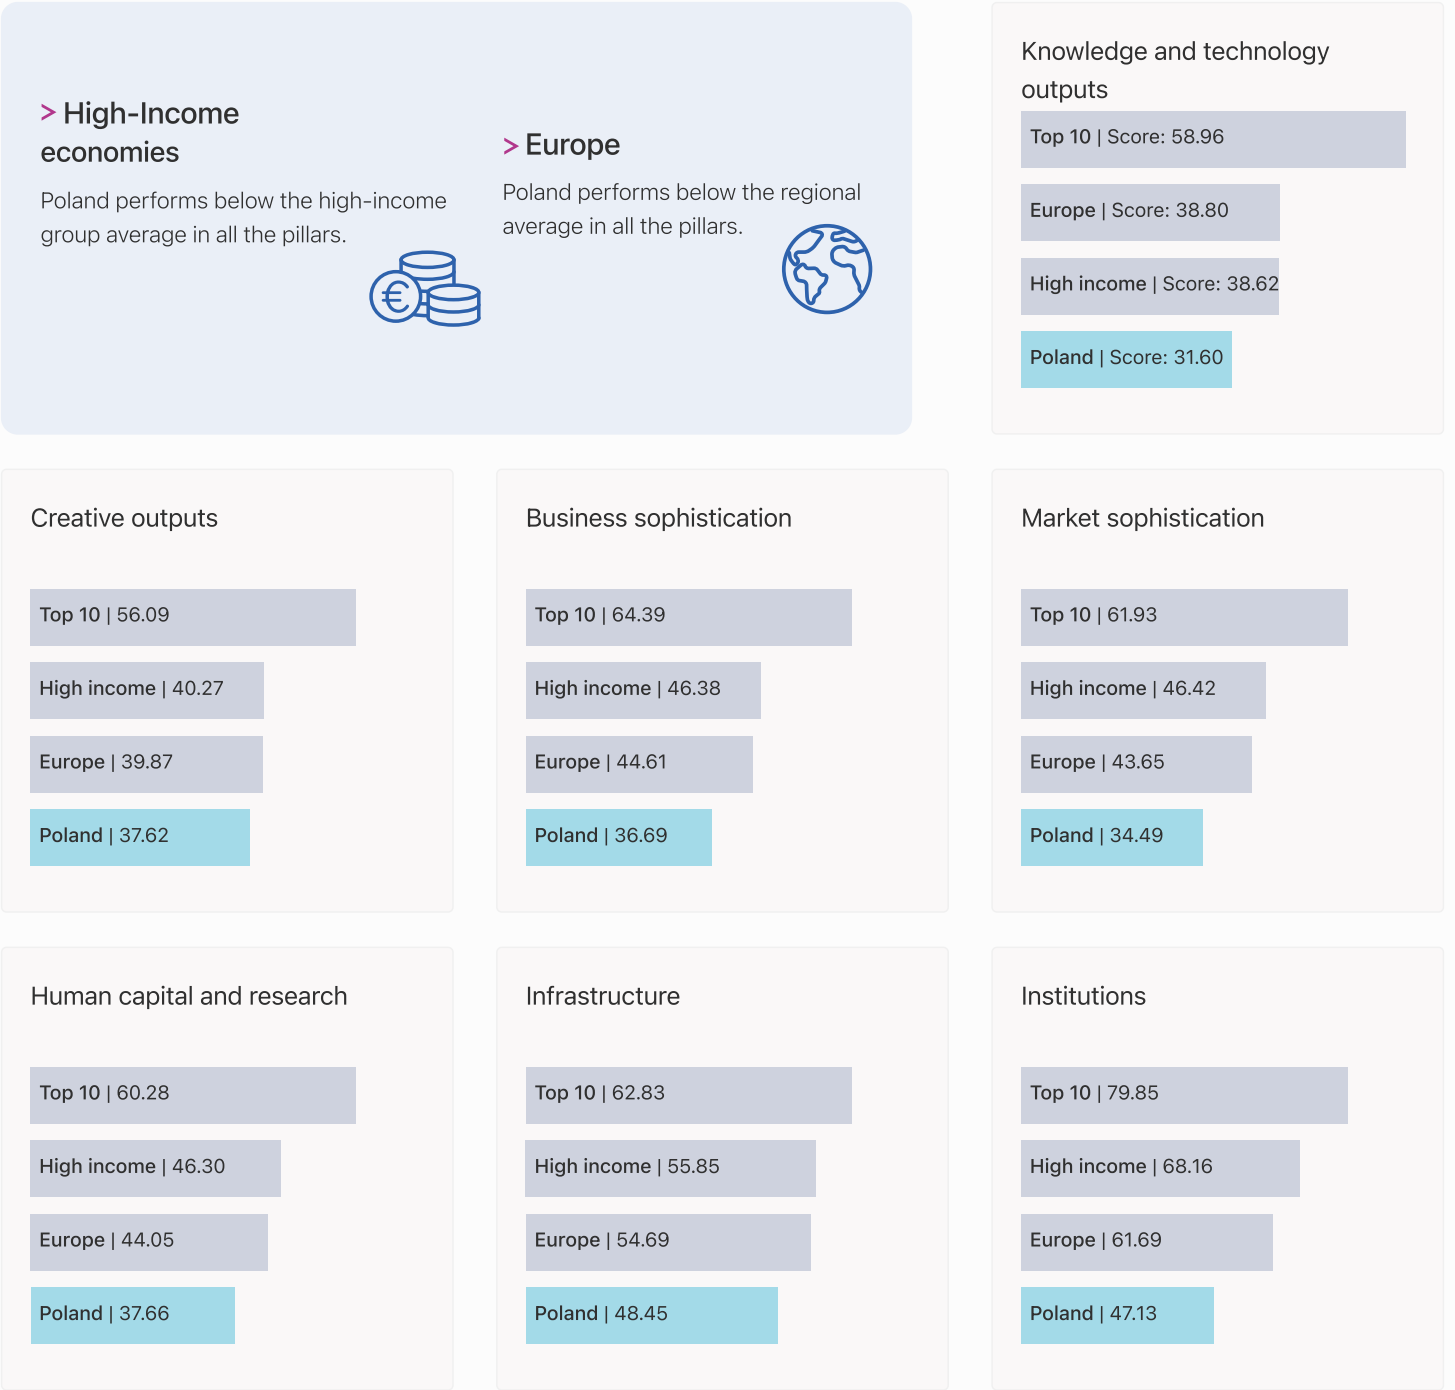 > High-Income
economies
Poland performs below the high-income
group average in all the pillars.
> Europe
Poland performs below the regional
average in all the pillars.
€
Knowledge and technology
outputs
Top 10 | Score: 58.96
Europe | Score: 38.80
High income | Score: 38.62
Poland | Score: 31.60
Creative outputs
Top 10 | 56.09
High income | 40.27
Europe | 39.87
Poland | 37.62
Business sophistication
Top 10 | 64.39
High income | 46.38
Europe | 44.61
Poland | 36.69
Market sophistication
Top 10 | 61.93
High income | 46.42
Europe | 43.65
Poland | 34.49
Human capital and research
Top 10 | 60.28
High income | 46.30
Europe | 44.05
Poland | 37.66
Infrastructure
Top 10 | 62.83
High income | 55.85
Europe | 54.69
Poland | 48.45
Institutions
Top 10 | 79.85
High income | 68.16
Europe | 61.69
Poland | 47.13